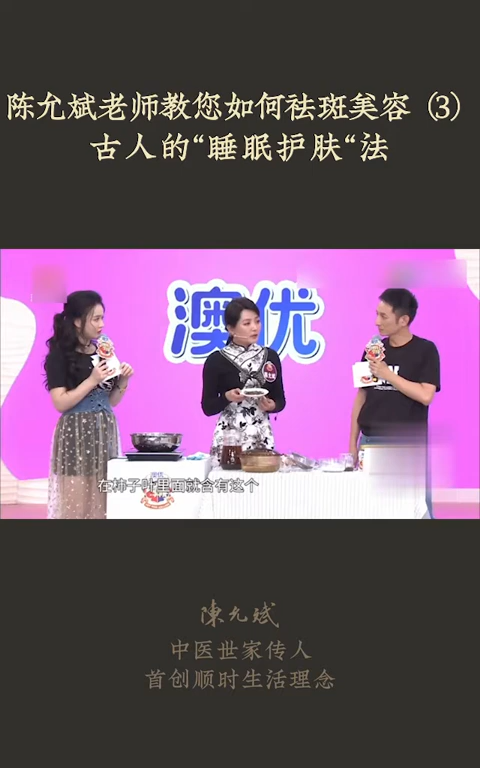 陈允斌老师教您如何祛斑美容（3）
古人的“睡眠护肤“法
澳优
在柿子叶里面就含有这个
陳允斌
中医世家传人
首创顺时生活理念